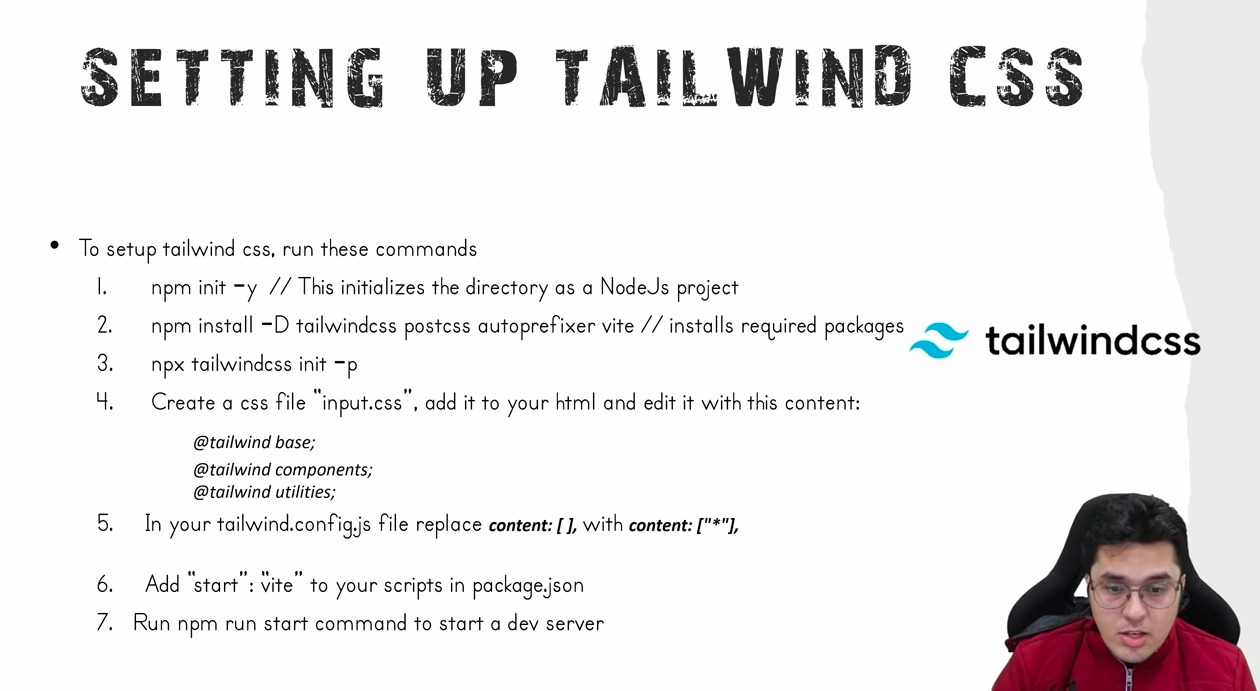 SETTING UP TAILWIND CSS
• To setup tailwind css, run these commands
1. npm init -y // This initializes the directory as a NodeJs project
2. npm install -D tailwindcss postcss autoprefixer vite // installs required packages
tailwindcss
3. npx tailwindcss init -p
4. Create a css file "input.css", add it to your html and edit it with this content:
@tailwind base;
@tailwind components;
@tailwind utilities;
5. In your tailwind.config.js file replace content: [ ], with content: ["*"],
6. Add "start": "vite" to your scripts in package.json
7. Run npm run start command to start a dev server